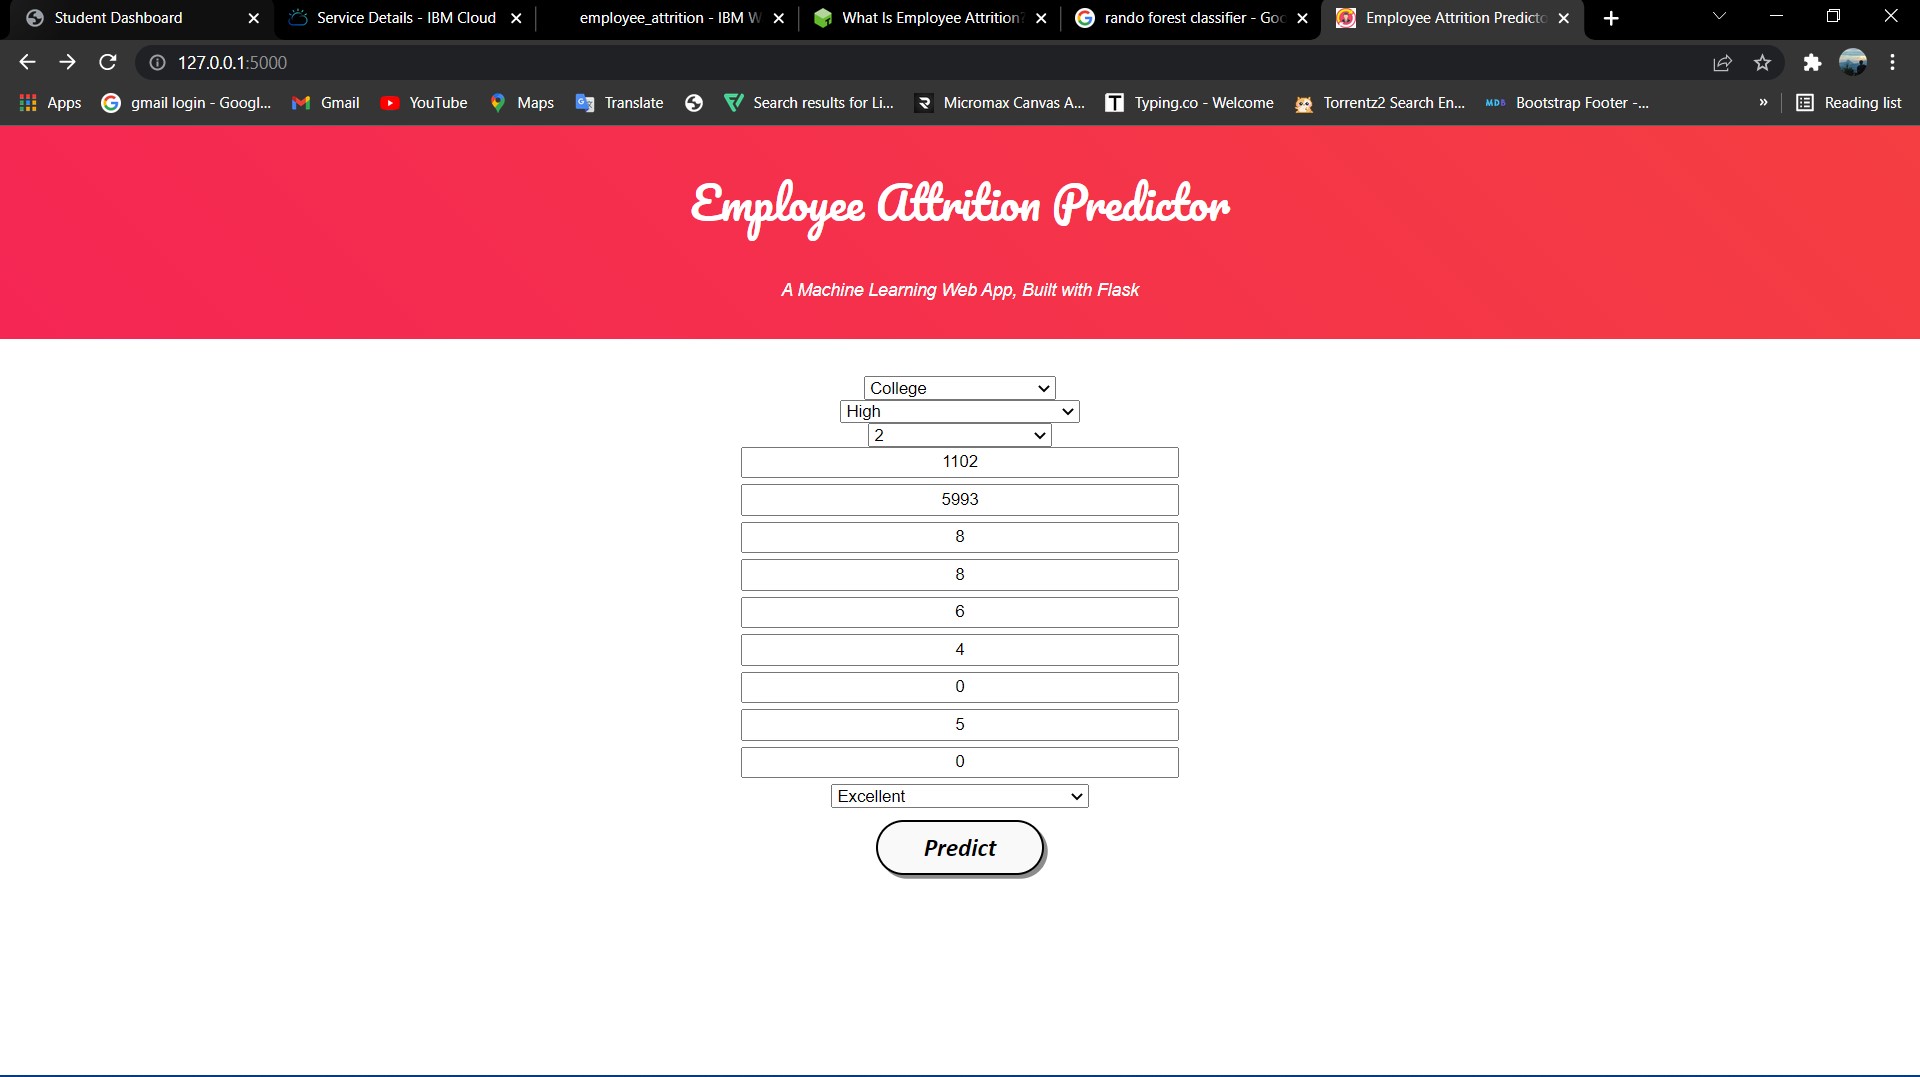 Student Dashboard
Service Details - IBM Cloud
employee_attrition - IBM W
What Is Employee Attrition?
rando forest classifier - Goo
Employee Attrition Predicto
127.0.0.1:5000
Apps
gmail login - Googl...
Gmail
YouTube
Maps
Translate
Search results for Li...
Micromax Canvas A...
T
Typing.co - Welcome
Torrentz2 Search En...
MDB
Bootstrap Footer -...
»
Reading list
Employee Attrition Predictor
A Machine Learning Web App, Built with Flask
College
High
2
1102
5993
8
8
6
4
0
5
0
Excellent
Predict